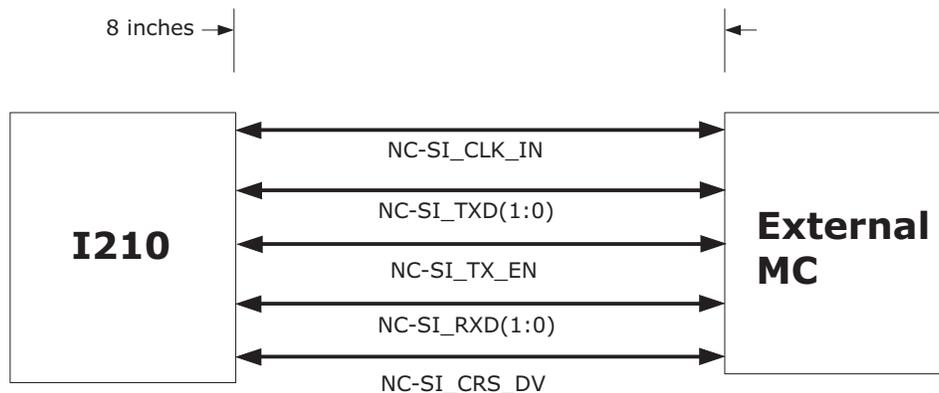 8 inches
NC-SI_CLK_IN
NC-SI_TXD(1:0)
I210
External
MC
NC-SI_TX_EN
NC-SI_RXD(1:0)
NC-SI_CRS_DV